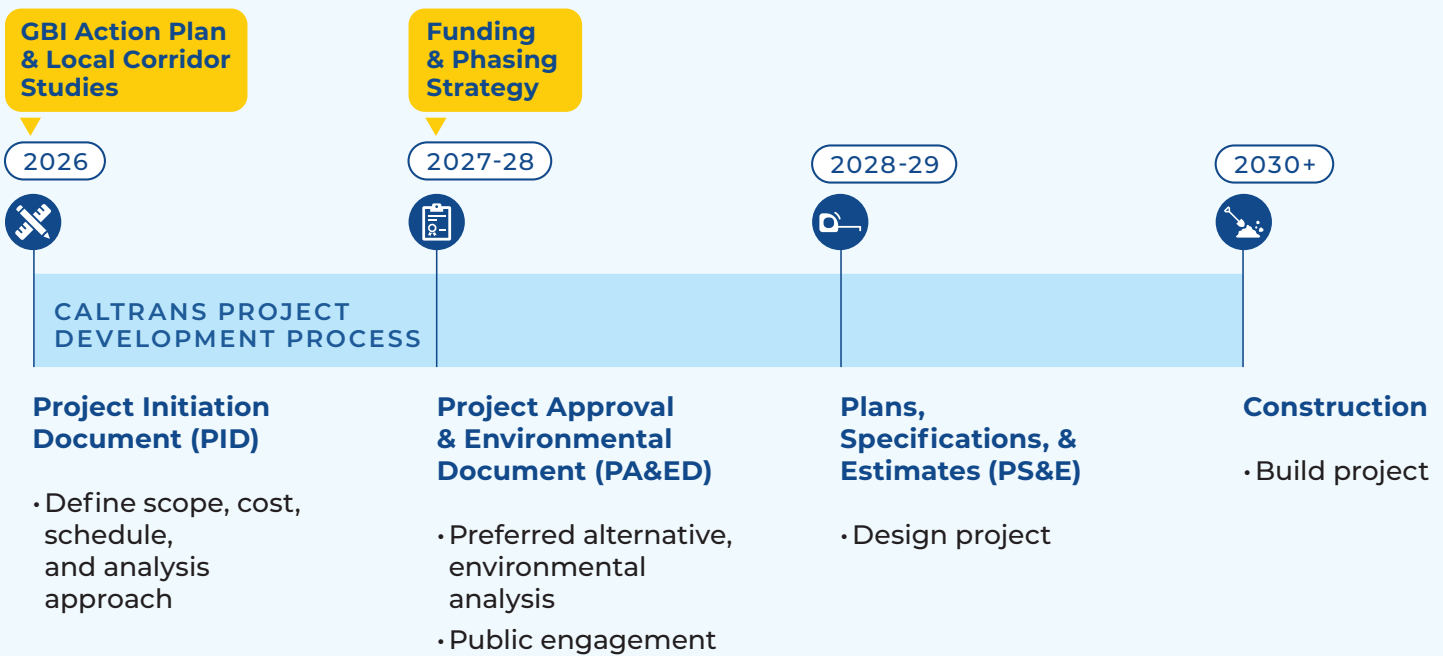 GBI Action Plan
& Local Corridor
Studies
Funding
& Phasing
Strategy
2026
2027-28
2028-29
2030+
CALTRANS PROJECT
DEVELOPMENT PROCESS
Project Initiation
Document (PID)
• Define scope, cost,
schedule,
and analysis
approach
Project Approval
& Environmental
Document (PA&ED)
• Preferred alternative,
environmental
analysis
• Public engagement
Plans,
Specifications, &
Estimates (PS&E)
• Design project
Construction
• Build project